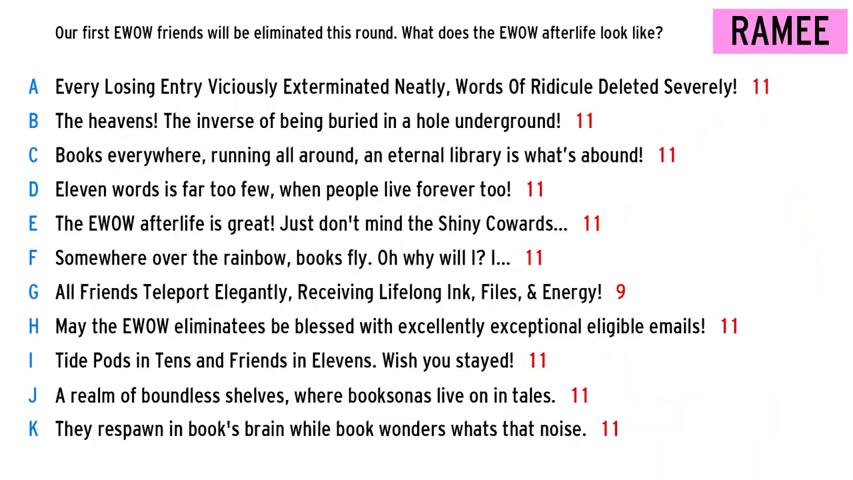 Our first EWOW friends will be eliminated this round. What does the EWOW afterlife look like?
RAMEE
A Every Losing Entry Viciously Exterminated Neatly, Words Of Ridicule Deleted Severely! 11
B The heavens! The inverse of being buried in a hole underground! 11
C Books everywhere, running all around, an eternal library is what's abound! 11
D Eleven words is far too few, when people live forever too! 11
E The EWOW afterlife is great! Just don't mind the Shiny Cowards... 11
F Somewhere over the rainbow, books fly. Oh why will I? I... 11
G All Friends Teleport Elegantly, Receiving Lifelong Ink, Files, & Energy! 9
H May the EWOW eliminatees be blessed with excellently exceptional eligible emails! 11
I Tide Pods in Tens and Friends in Elevens. Wish you stayed! 11
J A realm of boundless shelves, where booksonas live on in tales. 11
K They respawn in book's brain while book wonders whats that noise. 11